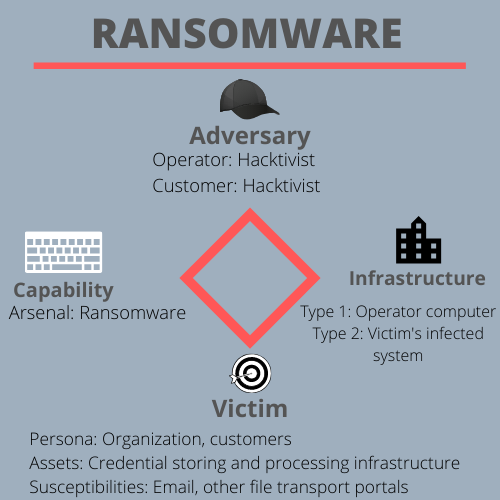 RANSOMWARE
Adversary
Operator: Hacktivist
Customer: Hacktivist
Capability
Arsenal: Ransomware
Infrastructure
Type 1: Operator computer
Type 2: Victim's infected
system
Victim
Persona: Organization, customers
Assets: Credential storing and processing infrastructure
Susceptibilities: Email, other file transport portals